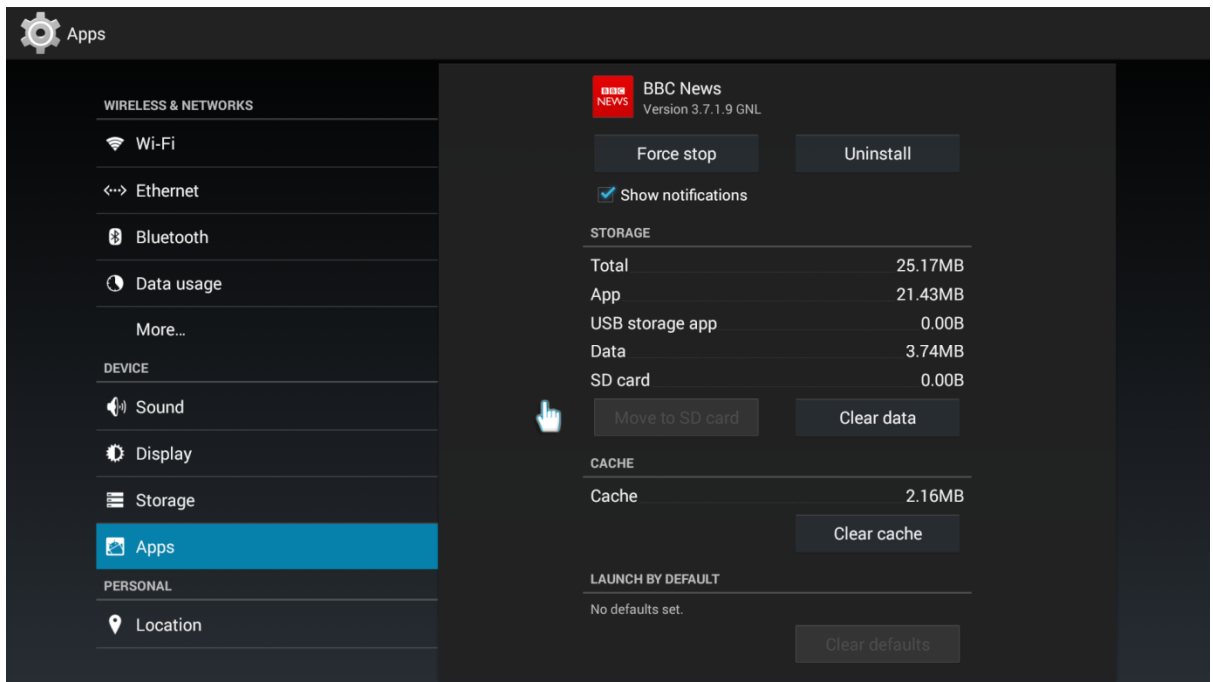 Apps
WIRELESS & NETWORKS
Wi-Fi
Ethernet
Bluetooth
Data usage
More...
DEVICE
Sound
Display
Storage
Apps
PERSONAL
Location
BBC
NEWS
BBC News
Version 3.7.1.9 GNL
Force stop
Uninstall
Show notifications
STORAGE
Total 25.17MB
App 21.43MB
USB storage app 0.00B
Data 3.74MB
SD card 0.00B
Move to SD card
Clear data
CACHE
Cache 2.16MB
Clear cache
LAUNCH BY DEFAULT
No defaults set.
Clear defaults